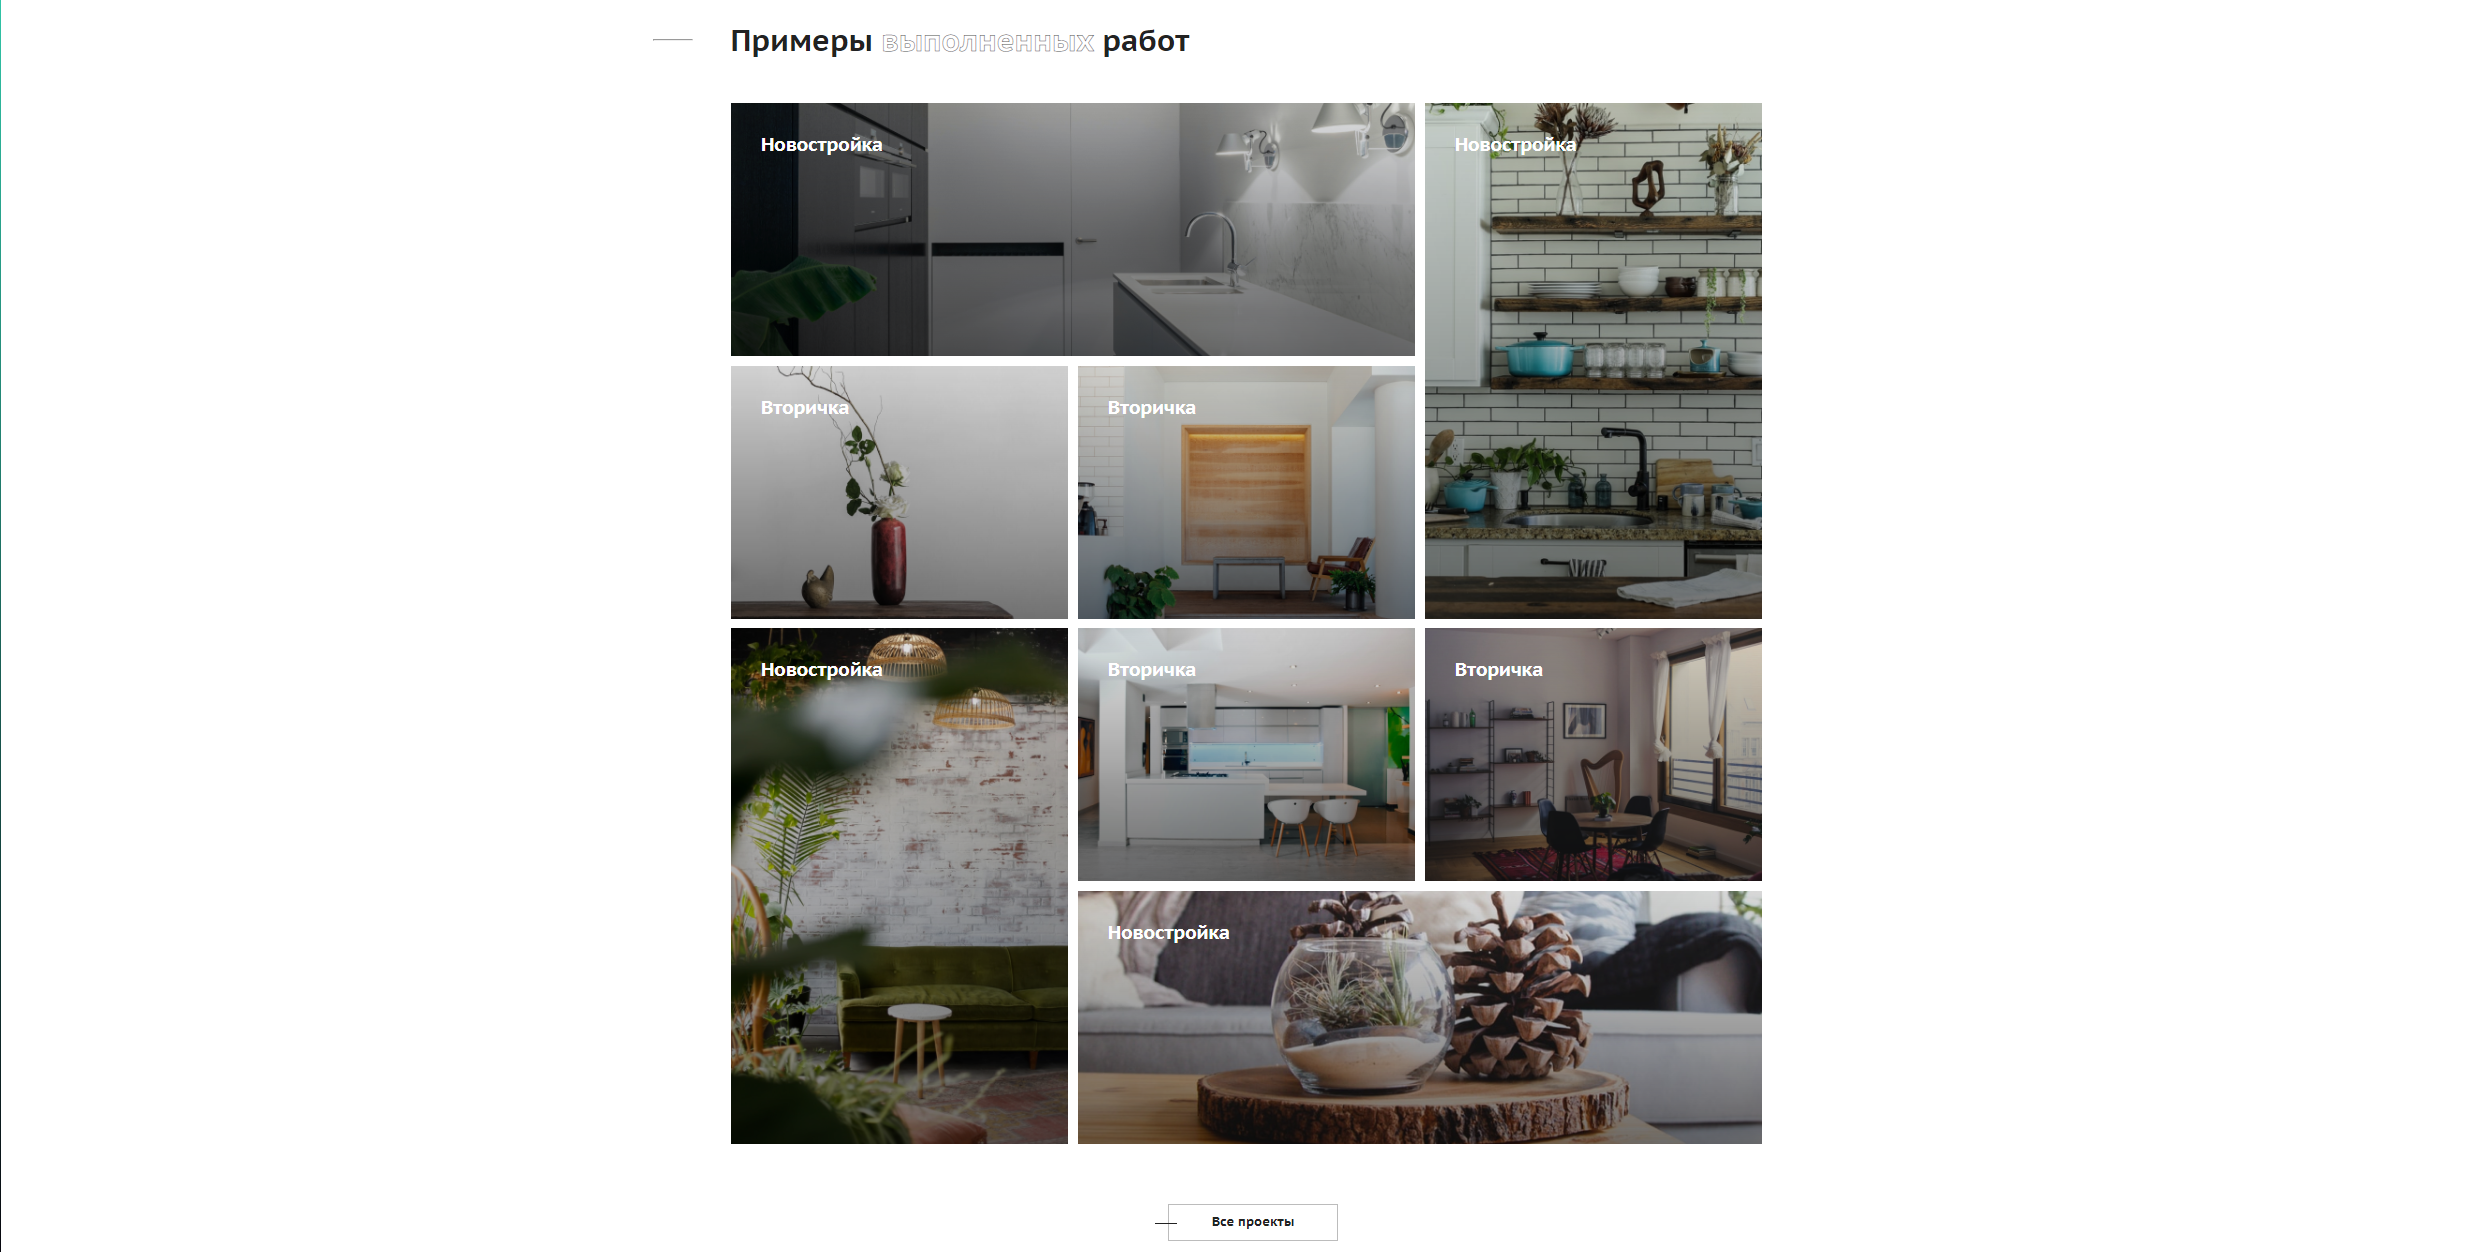 Примеры выполненных работ
Новостройка
Новостройка
Вторичка
Вторичка
Новостройка
Вторичка
Вторичка
Новостройка
Все проекты